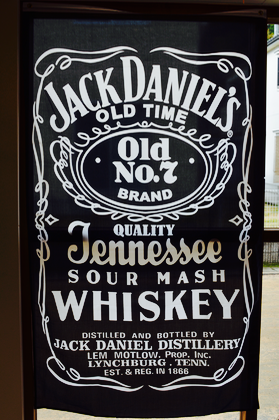 JACK DANIEL'S
OLD TIME
Old
No.7
BRAND
QUALITY
Tennessee
SOUR MASH
WHISKEY
DISTILLED AND BOTTLED BY
JACK DANIEL DISTILLERY
LEM MOTLOW, PROP. INC.
LYNCHBURG, TENN.
EST. & REG. IN 1866